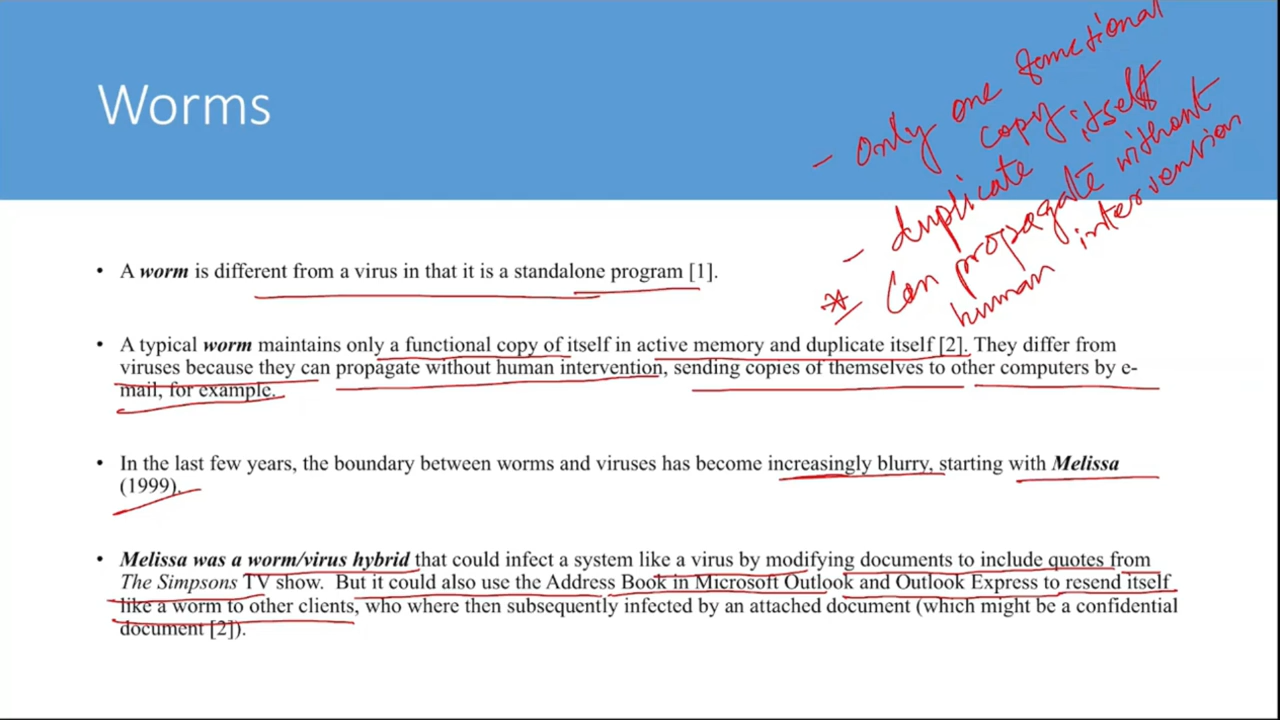 Worms
- only one functional
copy itself
- duplicate
* Can propagate without
human intervention
• A worm is different from a virus in that it is a standalone program [1].
• A typical worm maintains only a functional copy of itself in active memory and duplicate itself [2]. They differ from
viruses because they can propagate without human intervention, sending copies of themselves to other computers by e-
mail, for example.
• In the last few years, the boundary between worms and viruses has become increasingly blurry, starting with Melissa
(1999).
• Melissa was a worm/virus hybrid that could infect a system like a virus by modifying documents to include quotes from
The Simpsons TV show. But it could also use the Address Book in Microsoft Outlook and Outlook Express to resend itself
like a worm to other clients, who where then subsequently infected by an attached document (which might be a confidential
document [2]).